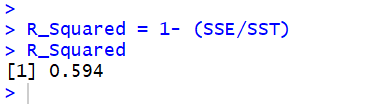 >
> R_Squared = 1- (SSE/SST)
> R_Squared
[1] 0.594
>